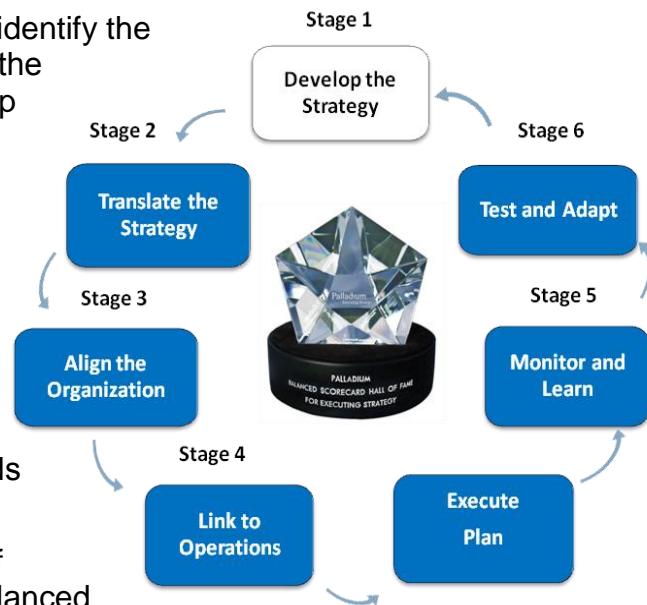 identify the
the
p
Stage 1
Develop the
Strategy
Stage 2
Translate the
Strategy
Stage 6
Test and Adapt
Stage 3
Align the
Organization
Palladium
PALLADIUM
BALANCED SCORECARD HALL OF FAME
FOR EXECUTING STRATEGY
Stage 5
Monitor and
Learn
ls
Stage 4
Link to
Operations
Execute
Plan
f
lanced